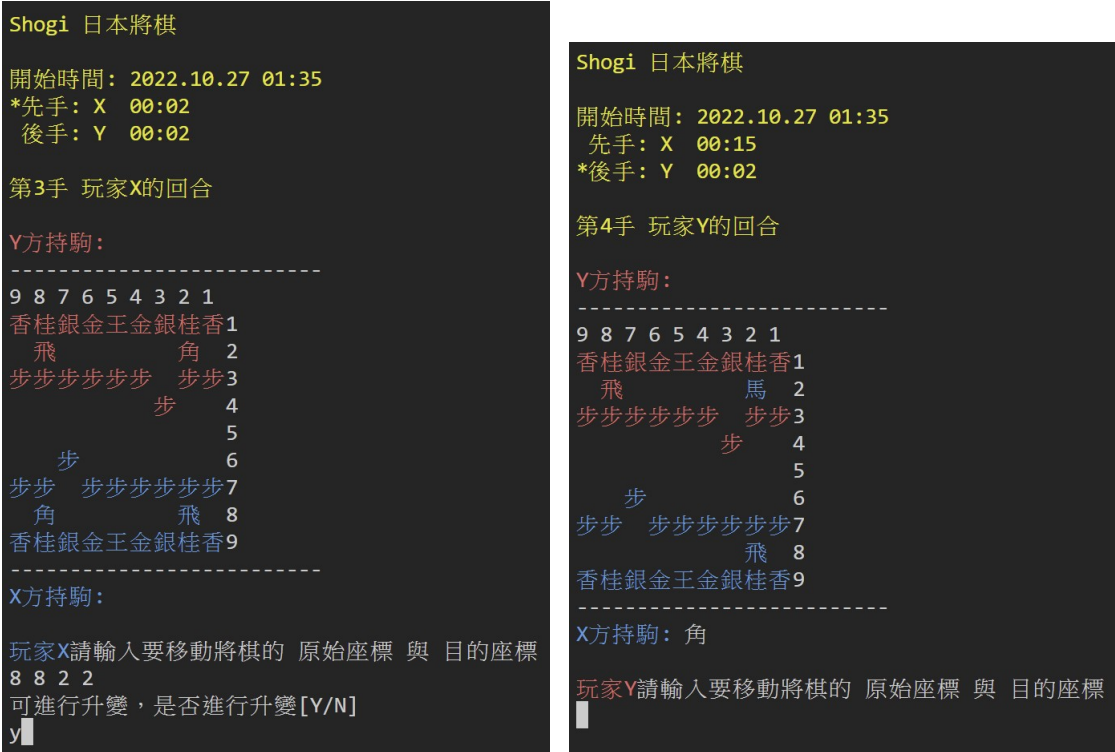 Shogi 日本將棋
開始時間: 2022.10.27 01:35
*先手: X  00:02
 後手: Y  00:02
第3手 玩家X的回合
Y方持駒:
--------------------------
9 8 7 6 5 4 3 2 1
香桂銀金王金銀桂香1
  飛          角  2
步步步步步步  步步3
            步    4
                  5
    步            6
步步  步步步步步步7
  角          飛  8
香桂銀金王金銀桂香9
--------------------------
X方持駒:
玩家X請輸入要移動將棋的 原始座標 與 目的座標
8 8 2 2
可進行升變，是否進行升變[Y/N]
y
Shogi 日本將棋
開始時間: 2022.10.27 01:35
 先手: X  00:15
*後手: Y  00:02
第4手 玩家Y的回合
Y方持駒:
--------------------------
9 8 7 6 5 4 3 2 1
香桂銀金王金銀桂香1
  飛          馬  2
步步步步步步  步步3
            步    4
                  5
    步            6
步步  步步步步步步7
              飛  8
香桂銀金王金銀桂香9
--------------------------
X方持駒: 角
玩家Y請輸入要移動將棋的 原始座標 與 目的座標